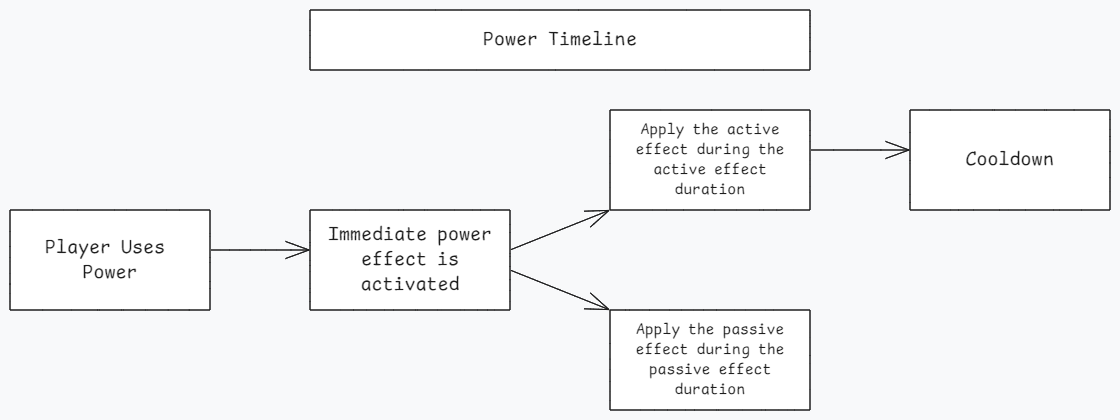 Power Timeline
Player Uses
Power
Immediate power
effect is
activated
Apply the active
effect during the
active effect
duration
Cooldown
Apply the passive
effect during the
passive effect
duration